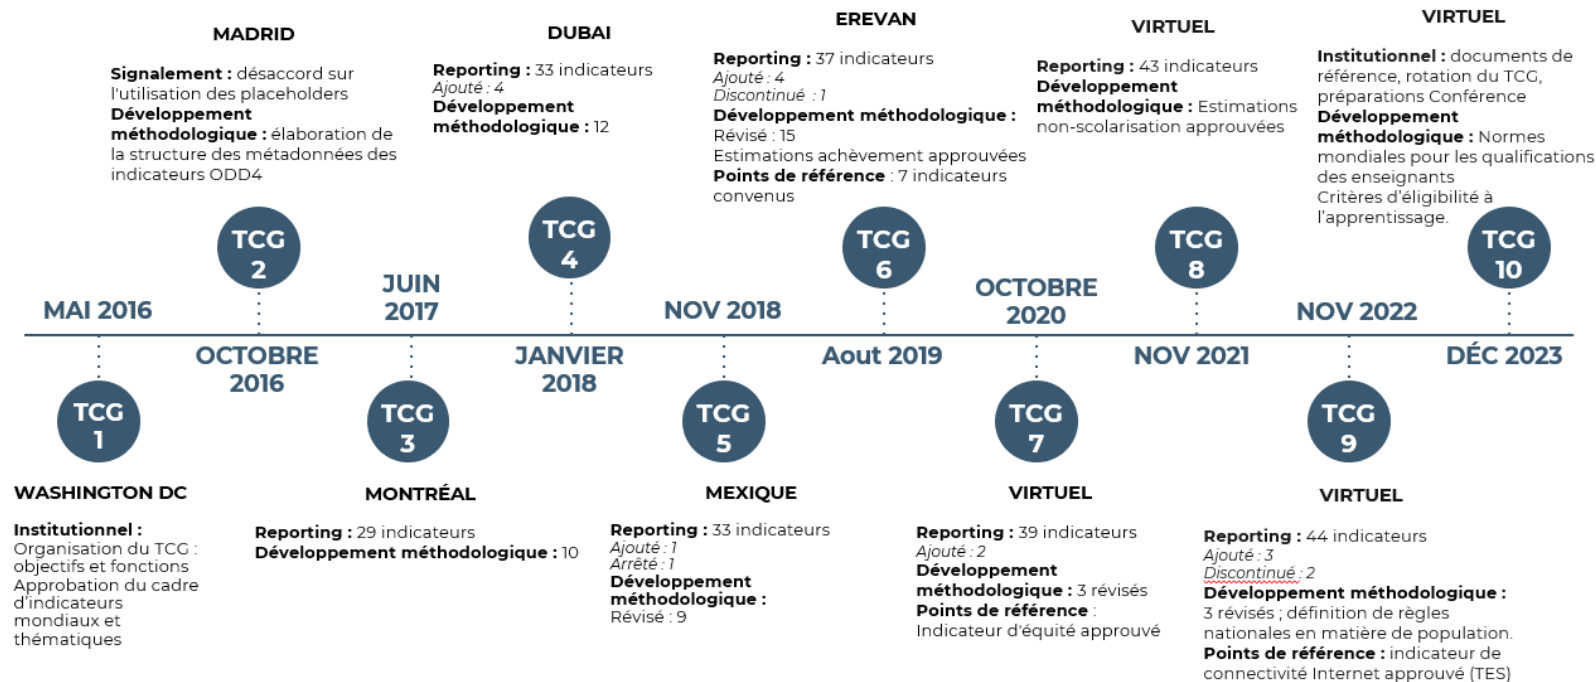 MADRID
Signalement : désaccord sur
l'utilisation des placeholders
Développement
méthodologique : élaboration de
la structure des métadonnées des
indicateurs ODD4
DUBAI
Reporting : 33 indicateurs
Ajouté : 4
Développement
méthodologique : 12
EREVAN
Reporting : 37 indicateurs
Ajouté : 4
Discontinué : 1
Développement méthodologique :
Révisé : 15
Estimations achèvement approuvées
Points de référence : 7 indicateurs
convenus
VIRTUEL
Reporting : 43 indicateurs
Développement
méthodologique : Estimations
non-scolarisation approuvées
VIRTUEL
Institutionnel : documents de
référence, rotation du TCG,
préparations Conférence
Développement
méthodologique : Normes
mondiales pour les qualifications
des enseignants
Critères d'éligibilité à
l'apprentissage.
TCG
2
TCG
4
TCG
6
TCG
8
TCG
10
MAI 2016
JUIN
2017
NOV 2018
OCTOBRE
2020
NOV 2022
OCTOBRE
2016
JANVIER
2018
Aout 2019
NOV 2021
DÉC 2023
TCG
1
TCG
3
TCG
5
TCG
7
TCG
9
WASHINGTON DC
Institutionnel :
Organisation du TCG :
objectifs et fonctions
Approbation du cadre
d'indicateurs
mondiaux et
thématiques
MONTRÉAL
Reporting : 29 indicateurs
Développement méthodologique : 10
MEXIQUE
Reporting : 33 indicateurs
Ajouté : 1
Arrêté : 1
Développement
méthodologique :
Révisé : 9
VIRTUEL
Reporting : 39 indicateurs
Ajouté : 2
Développement
méthodologique : 3 révisés
Points de référence :
Indicateur d'équité approuvé
VIRTUEL
Reporting : 44 indicateurs
Ajouté : 3
Discontinué : 2
Développement méthodologique :
3 révisés ; définition de règles
nationales en matière de population.
Points de référence : indicateur de
connectivité Internet approuvé (TES)